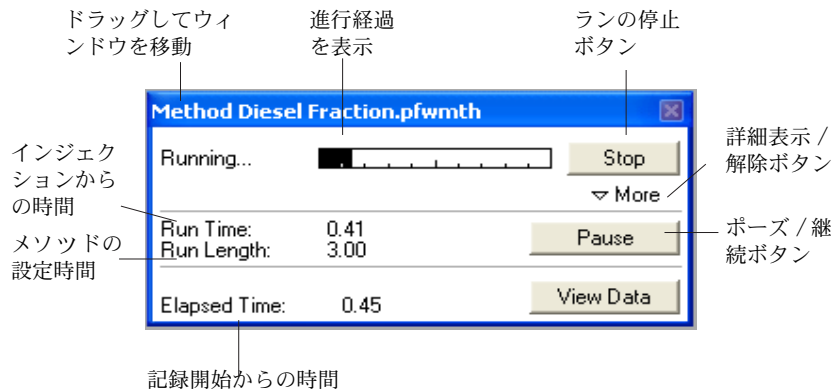 ドラッグしてウィ
ンドウを移動
進行経過
を表示
ランの停止
ボタン
Method Diesel Fraction.pfwmth
Running...
Stop
More
詳細表示 /
解除ボタン
インジェク
ションから
の時間
Run Time: 0.41
Run Length: 3.00
Pause
メソッドの
設定時間
ポーズ / 継
続ボタン
Elapsed Time: 0.45
View Data
記録開始からの時間